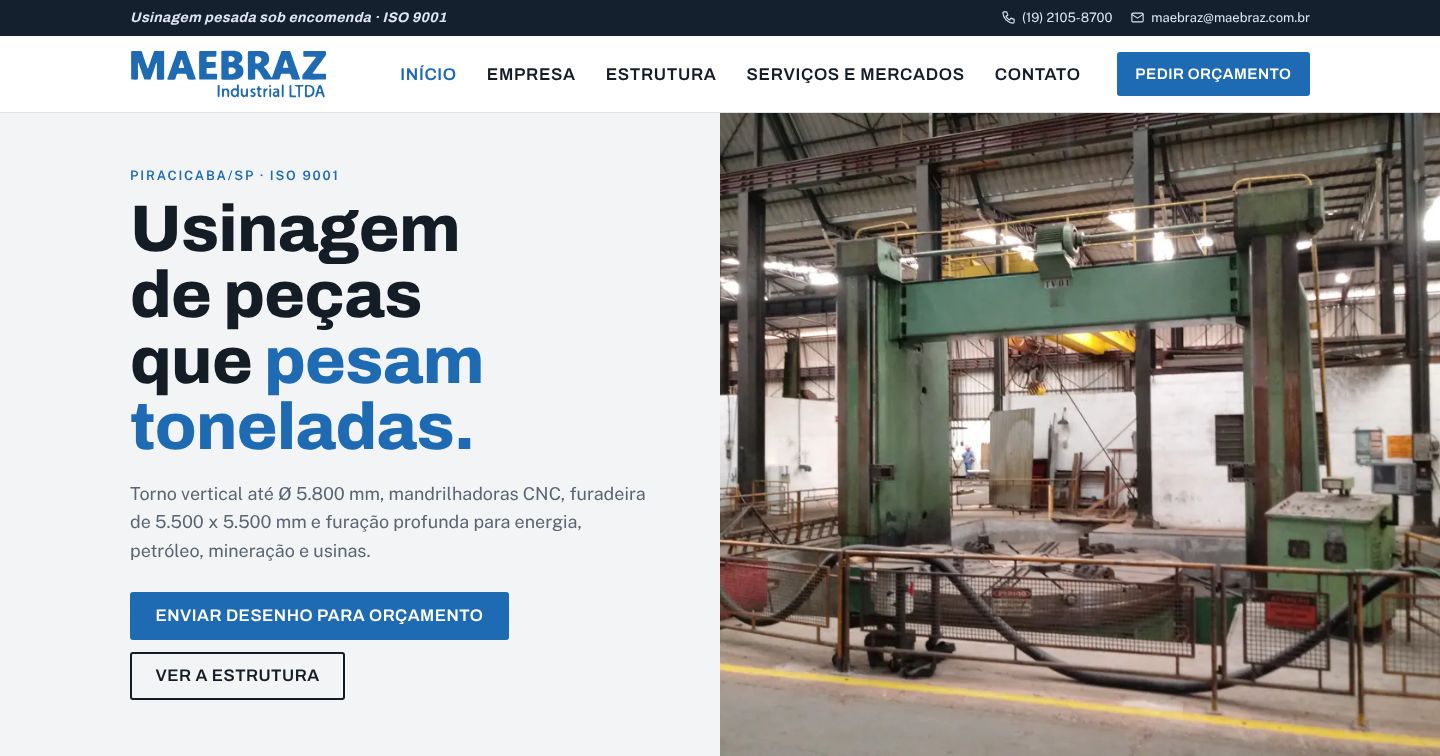 Usinagem pesada sob encomenda · ISO 9001
(19) 2105-8700
maebraz@maebraz.com.br
MAEBRAZ
Industrial LTDA
INÍCIO
EMPRESA
ESTRUTURA
SERVIÇOS E MERCADOS
CONTATO
PEDIR ORÇAMENTO
PIRACICABA/SP · ISO 9001
Usinagem
de peças
que pesam
toneladas.
Torno vertical até Ø 5.800 mm, mandrilhadoras CNC, furadeira
de 5.500 x 5.500 mm e furação profunda para energia,
petróleo, mineração e usinas.
ENVIAR DESENHO PARA ORÇAMENTO
VER A ESTRUTURA
PERIGO